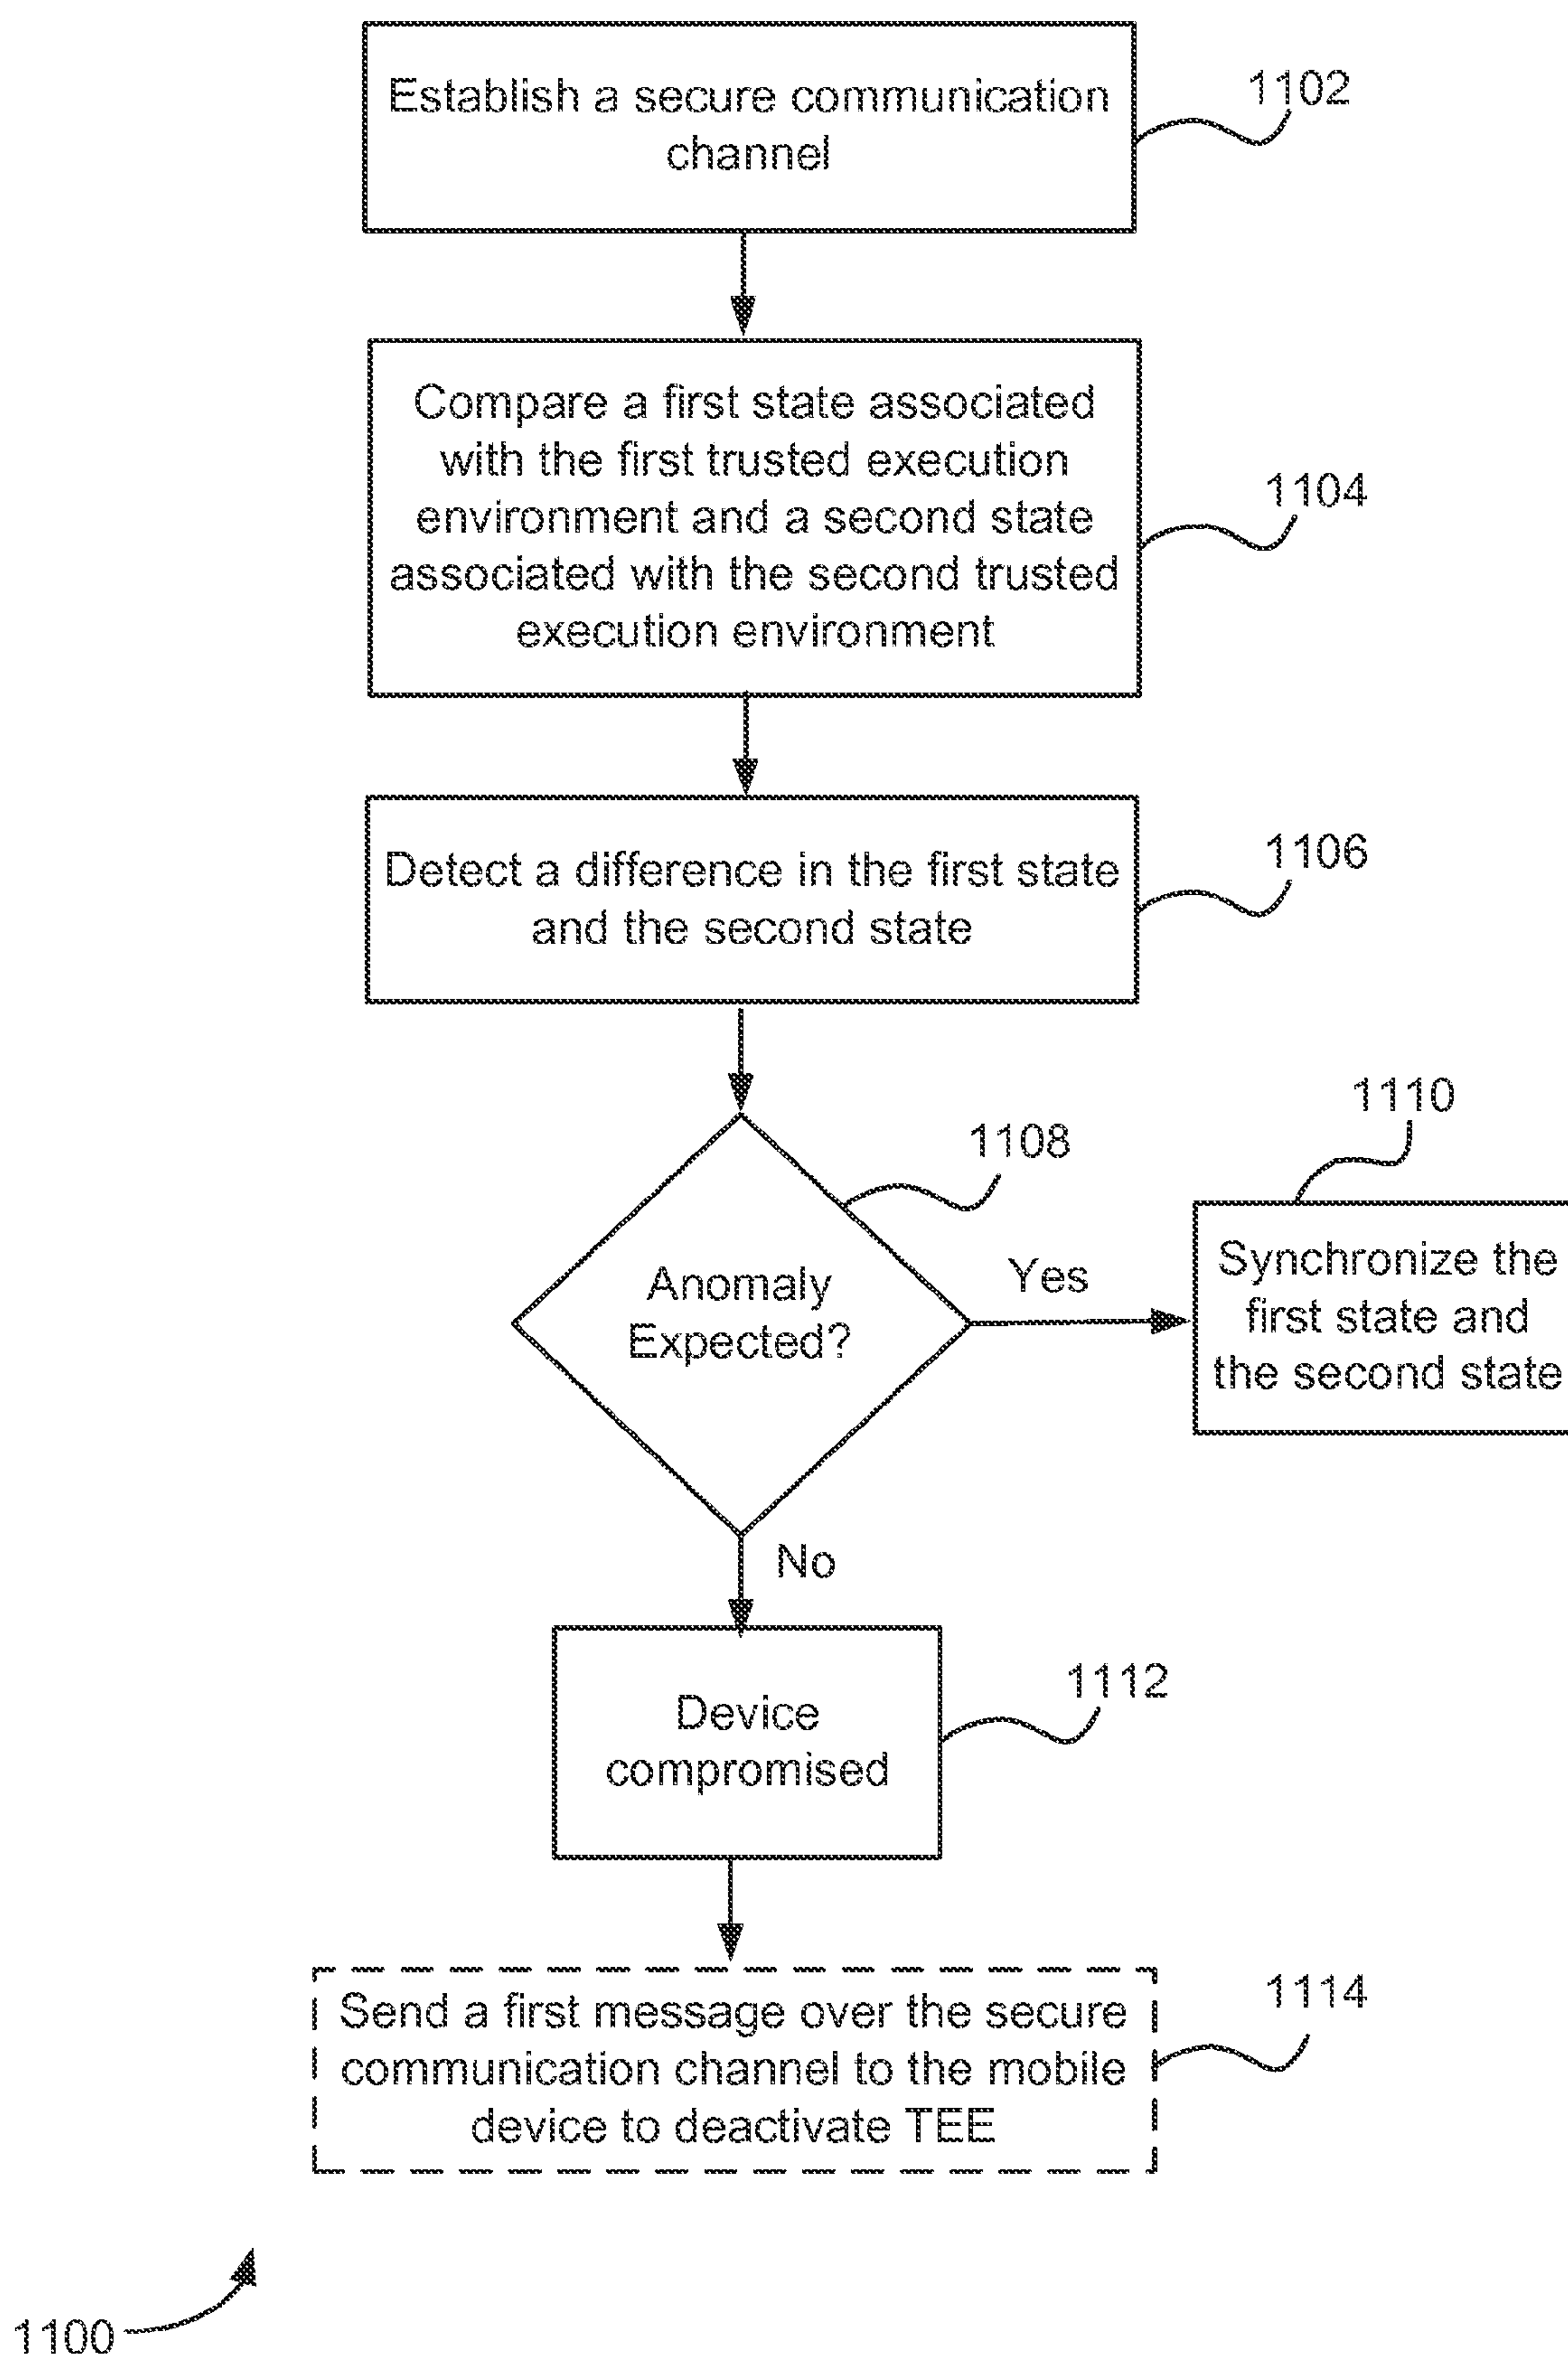 Establish a secure communication
channel
1102
Compare a first state associated
with the first trusted execution
environment and a second state
associated with the second trusted
execution environment
1104
Detect a difference in the first state
and the second state
1106
1108
Anomaly
Expected?
Yes
1110
Synchronize the
first state and
the second state
No
Device
compromised
1112
Send a first message over the secure
communication channel to the mobile
device to deactivate TEE
1114
1100